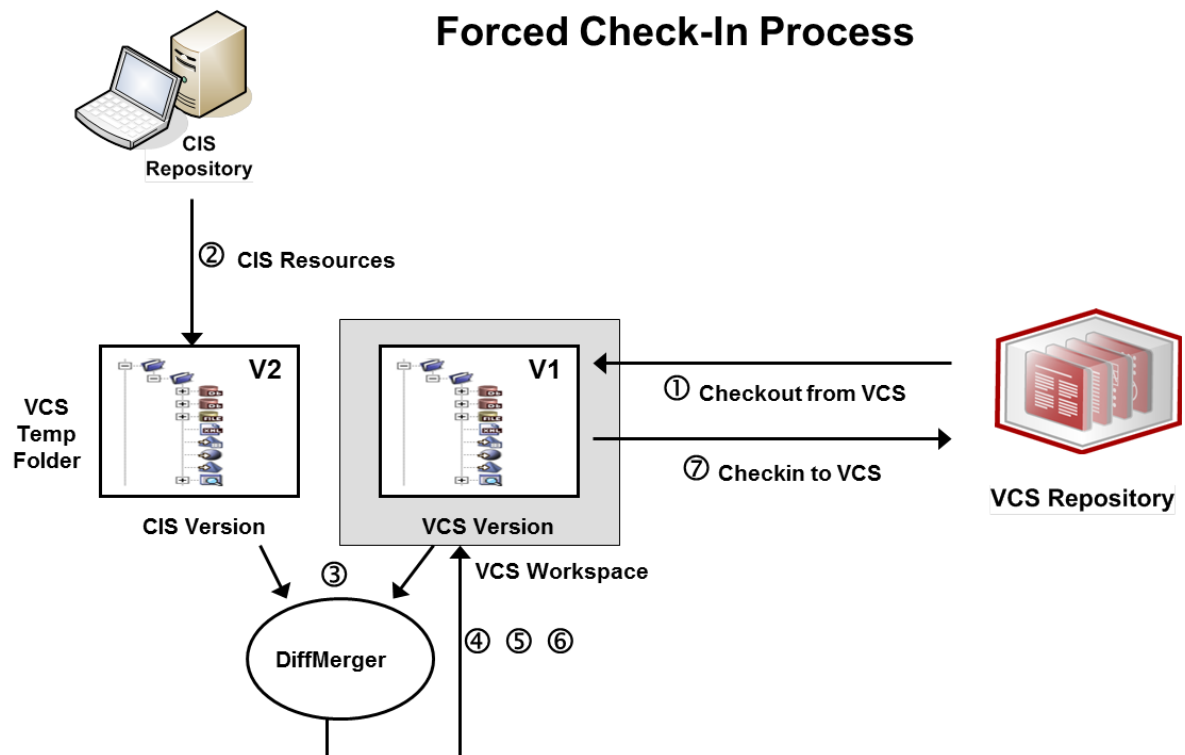 Forced Check-In Process
CIS
Repository
② CIS Resources
V2
V1
① Checkout from VCS
VCS
Temp
Folder
⑦ Checkin to VCS
VCS Repository
CIS Version
VCS Version
③
VCS Workspace
④ ⑤ ⑥
DiffMerger